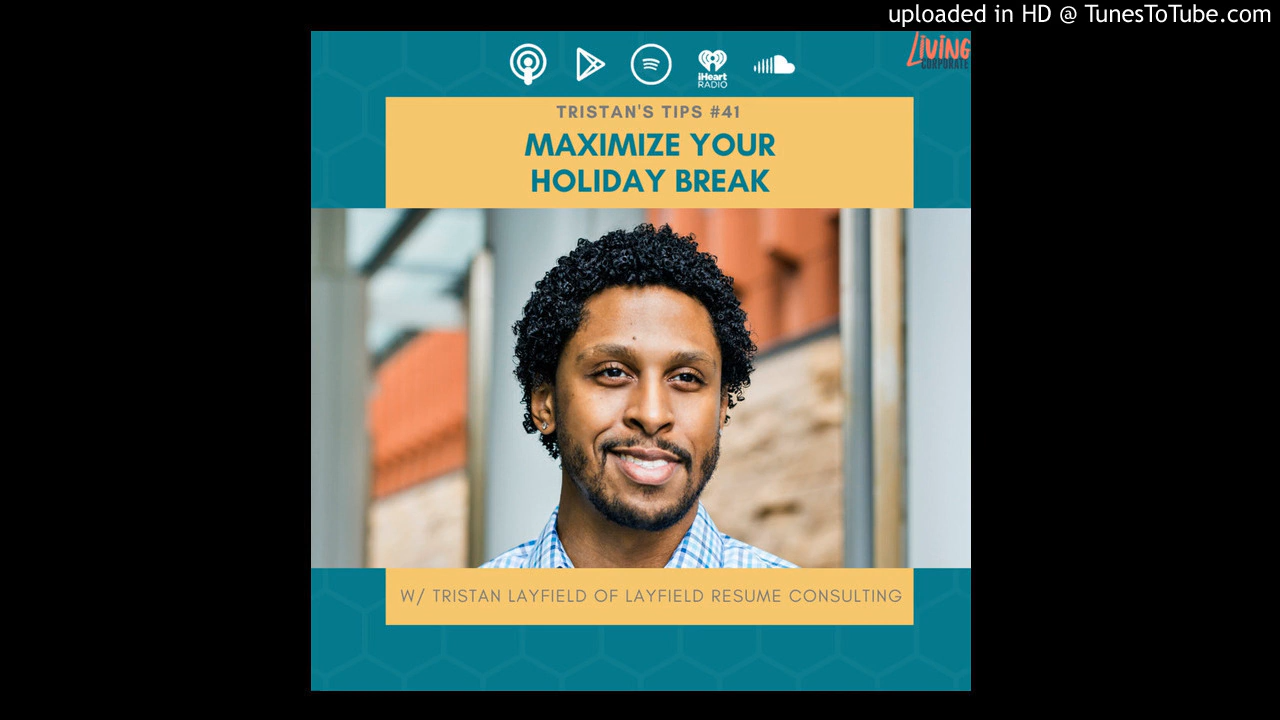 uploaded in HD @ TunesToTube.com
LiViNG
CORPORATE
iHeart
RADIO
TRISTAN'S TIPS #41
MAXIMIZE YOUR
HOLIDAY BREAK
W/ TRISTAN LAYFIELD OF LAYFIELD RESUME CONSULTING